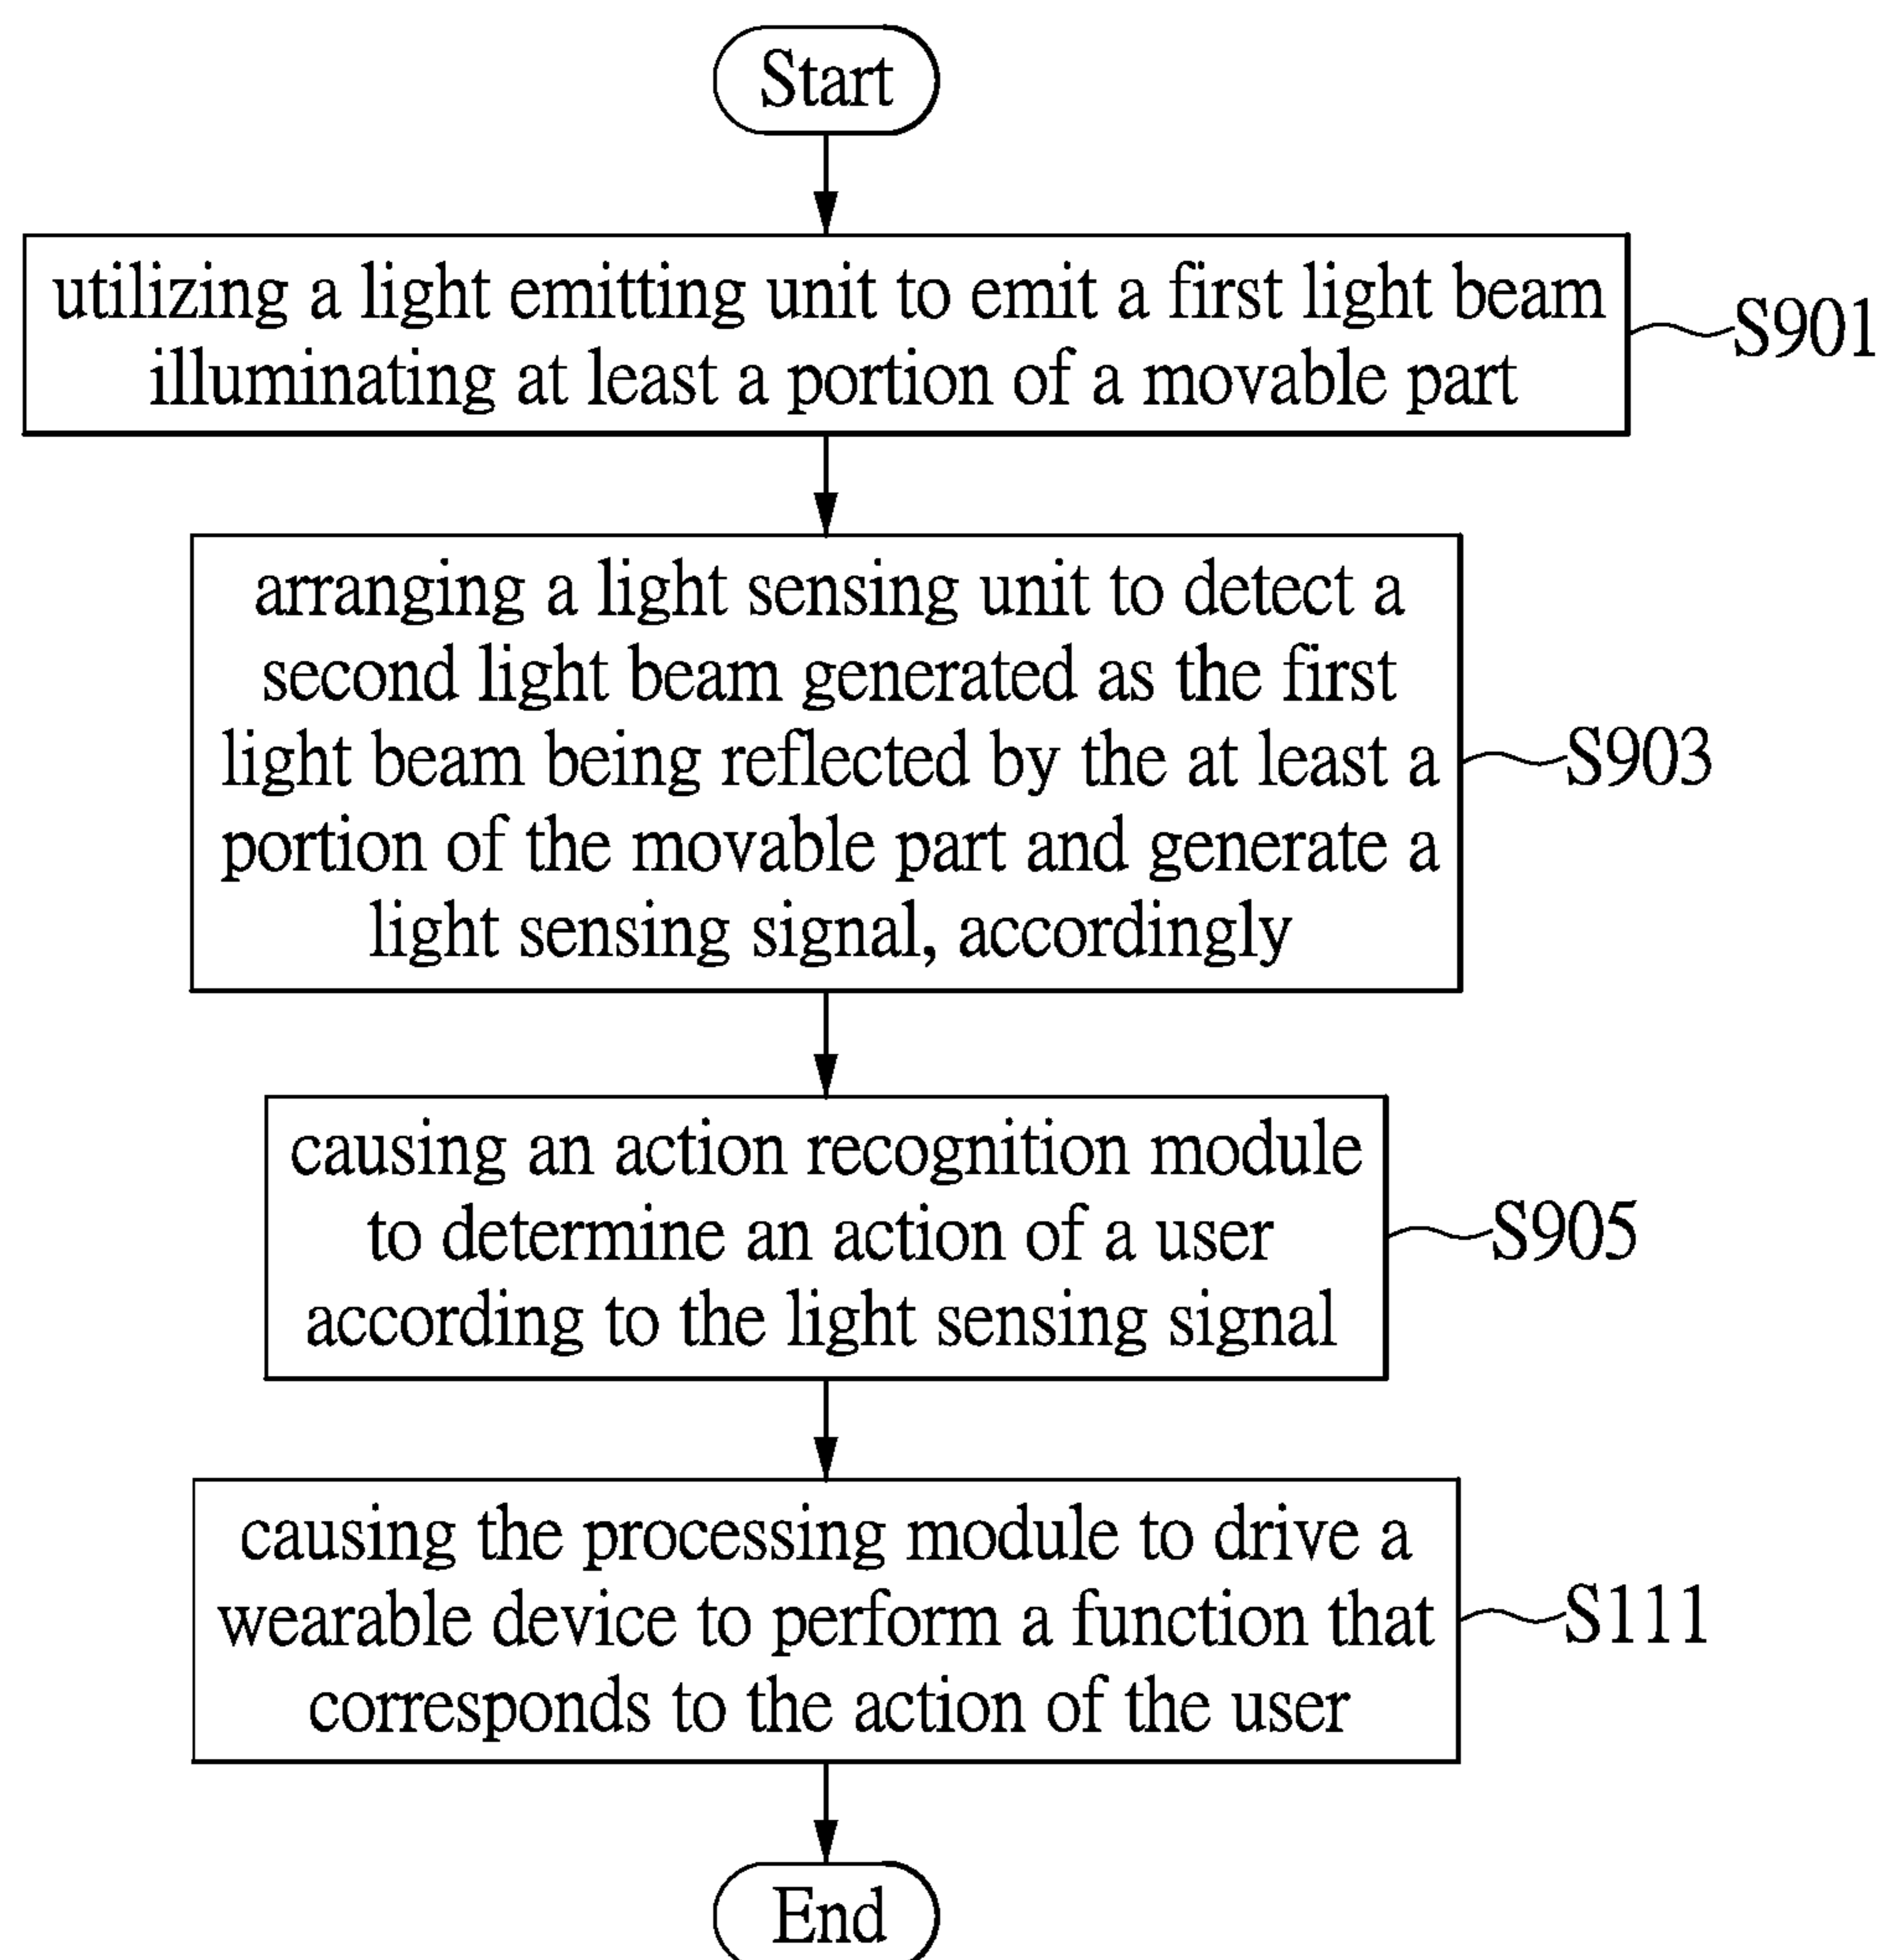 Start
utilizing a light emitting unit to emit a first light beam
illuminating at least a portion of a movable part
S901
arranging a light sensing unit to detect a
second light beam generated as the first
light beam being reflected by the at least a
portion of the movable part and generate a
light sensing signal, accordingly
S903
causing an action recognition module
to determine an action of a user
according to the light sensing signal
S905
causing the processing module to drive a
wearable device to perform a function that
corresponds to the action of the user
S111
End